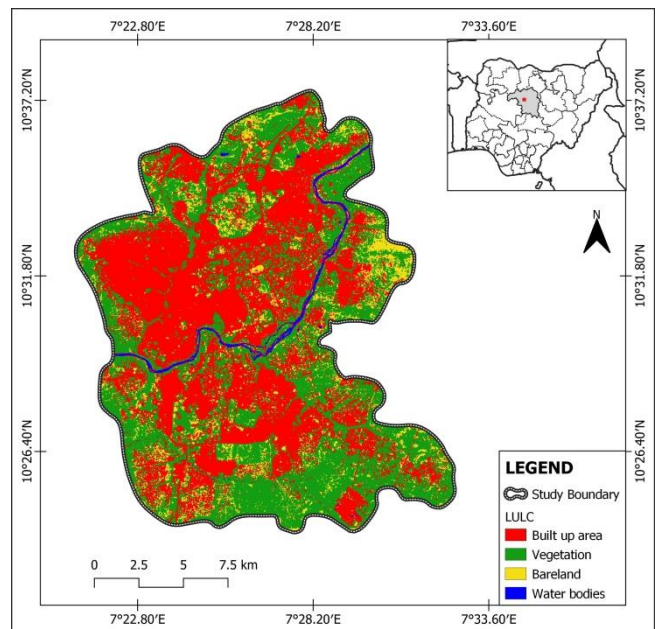 7°22.80'E 7°28.20'E 7°33.60'E
10°37.20'N 10°37.20'N
N
10°31.80'N 10°31.80'N
10°26.40'N 10°26.40'N
LEGEND
Study Boundary
LULC
Built up area
Vegetation
Bareland
Water bodies
0 2.5 5 7.5 km
7°22.80'E 7°28.20'E 7°33.60'E